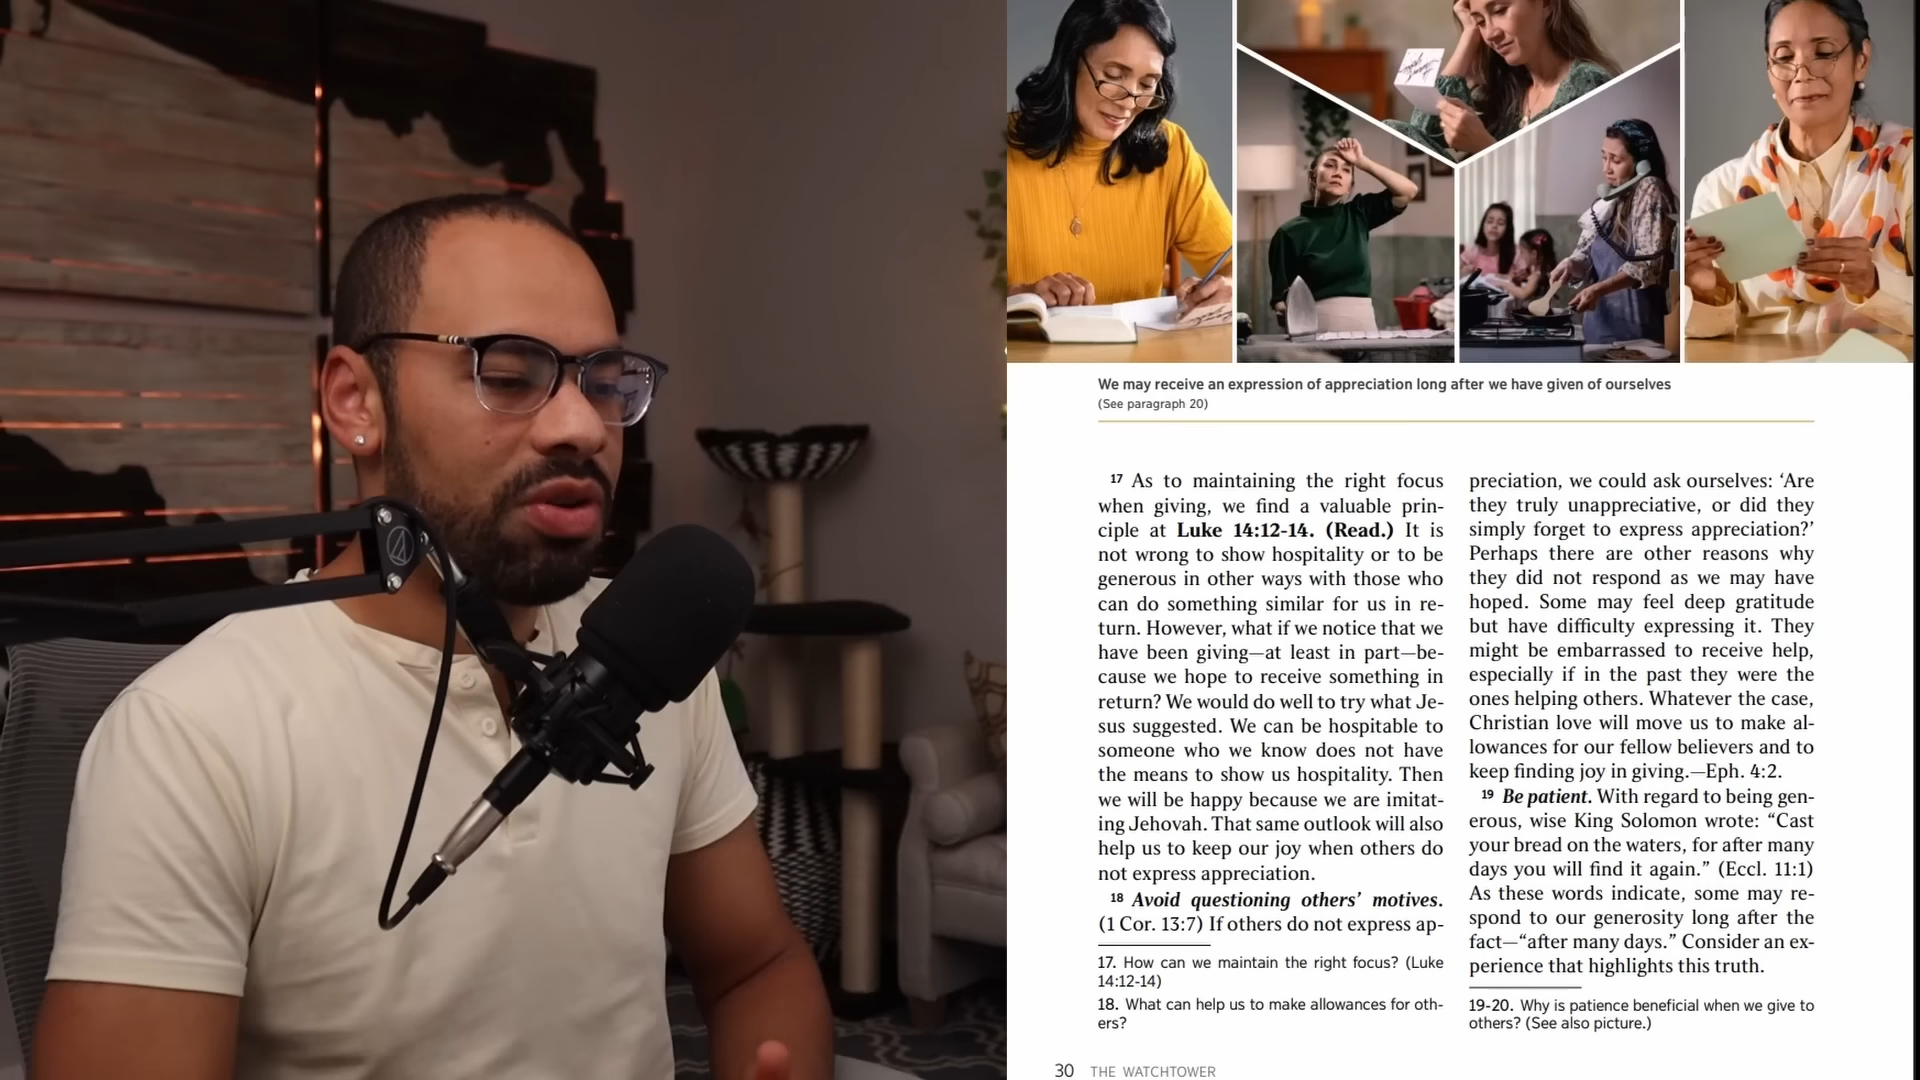 We may receive an expression of appreciation long after we have given of ourselves
(See paragraph 20)
17 As to maintaining the right focus
when giving, we find a valuable prin-
ciple at Luke 14:12-14. (Read.) It is
not wrong to show hospitality or to be
generous in other ways with those who
can do something similar for us in re-
turn. However, what if we notice that we
have been giving—at least in part—be-
cause we hope to receive something in
return? We would do well to try what Je-
sus suggested. We can be hospitable to
someone who we know does not have
the means to show us hospitality. Then
we will be happy because we are imitat-
ing Jehovah. That same outlook will also
help us to keep our joy when others do
not express appreciation.
18 Avoid questioning others’ motives.
(1 Cor. 13:7) If others do not express ap-
17. How can we maintain the right focus? (Luke
14:12-14)
18. What can help us to make allowances for oth-
ers?
preciation, we could ask ourselves: ‘Are
they truly unappreciative, or did they
simply forget to express appreciation?’
Perhaps there are other reasons why
they did not respond as we may have
hoped. Some may feel deep gratitude
but have difficulty expressing it. They
might be embarrassed to receive help,
especially if in the past they were the
ones helping others. Whatever the case,
Christian love will move us to make al-
lowances for our fellow believers and to
keep finding joy in giving.—Eph. 4:2.
19 Be patient. With regard to being gen-
erous, wise King Solomon wrote: “Cast
your bread on the waters, for after many
days you will find it again.” (Eccl. 11:1)
As these words indicate, some may re-
spond to our generosity long after the
fact—“after many days.” Consider an ex-
perience that highlights this truth.
19-20. Why is patience beneficial when we give to
others? (See also picture.)
30 THE WATCHTOWER